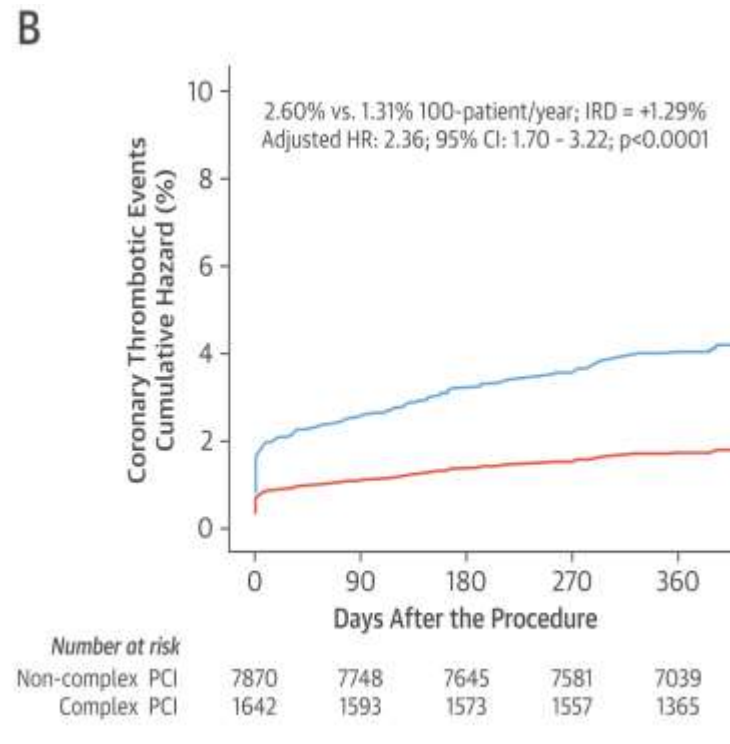 B
2.60% vs. 1.31% 100-patient/year; IRD = +1.29%
Adjusted HR: 2.36; 95% CI: 1.70 - 3.22; p<0.0001
Coronary Thrombotic Events
Cumulative Hazard (%)
10
8
6
4
2
0
0 90 180 270 360
Days After the Procedure
Number at risk
Non-complex PCI 7870 7748 7645 7581 7039
Complex PCI 1642 1593 1573 1557 1365